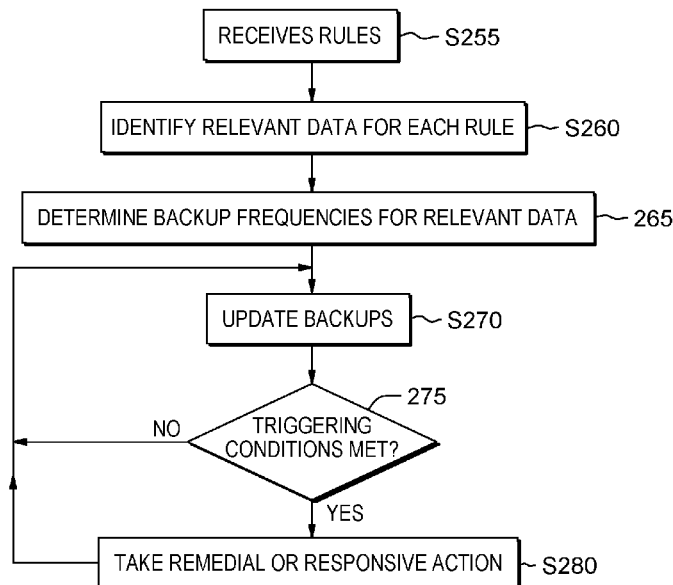 RECEIVES RULES
S255
IDENTIFY RELEVANT DATA FOR EACH RULE
S260
DETERMINE BACKUP FREQUENCIES FOR RELEVANT DATA
265
UPDATE BACKUPS
S270
275
TRIGGERING
CONDITIONS MET?
NO
YES
TAKE REMEDIAL OR RESPONSIVE ACTION
S280